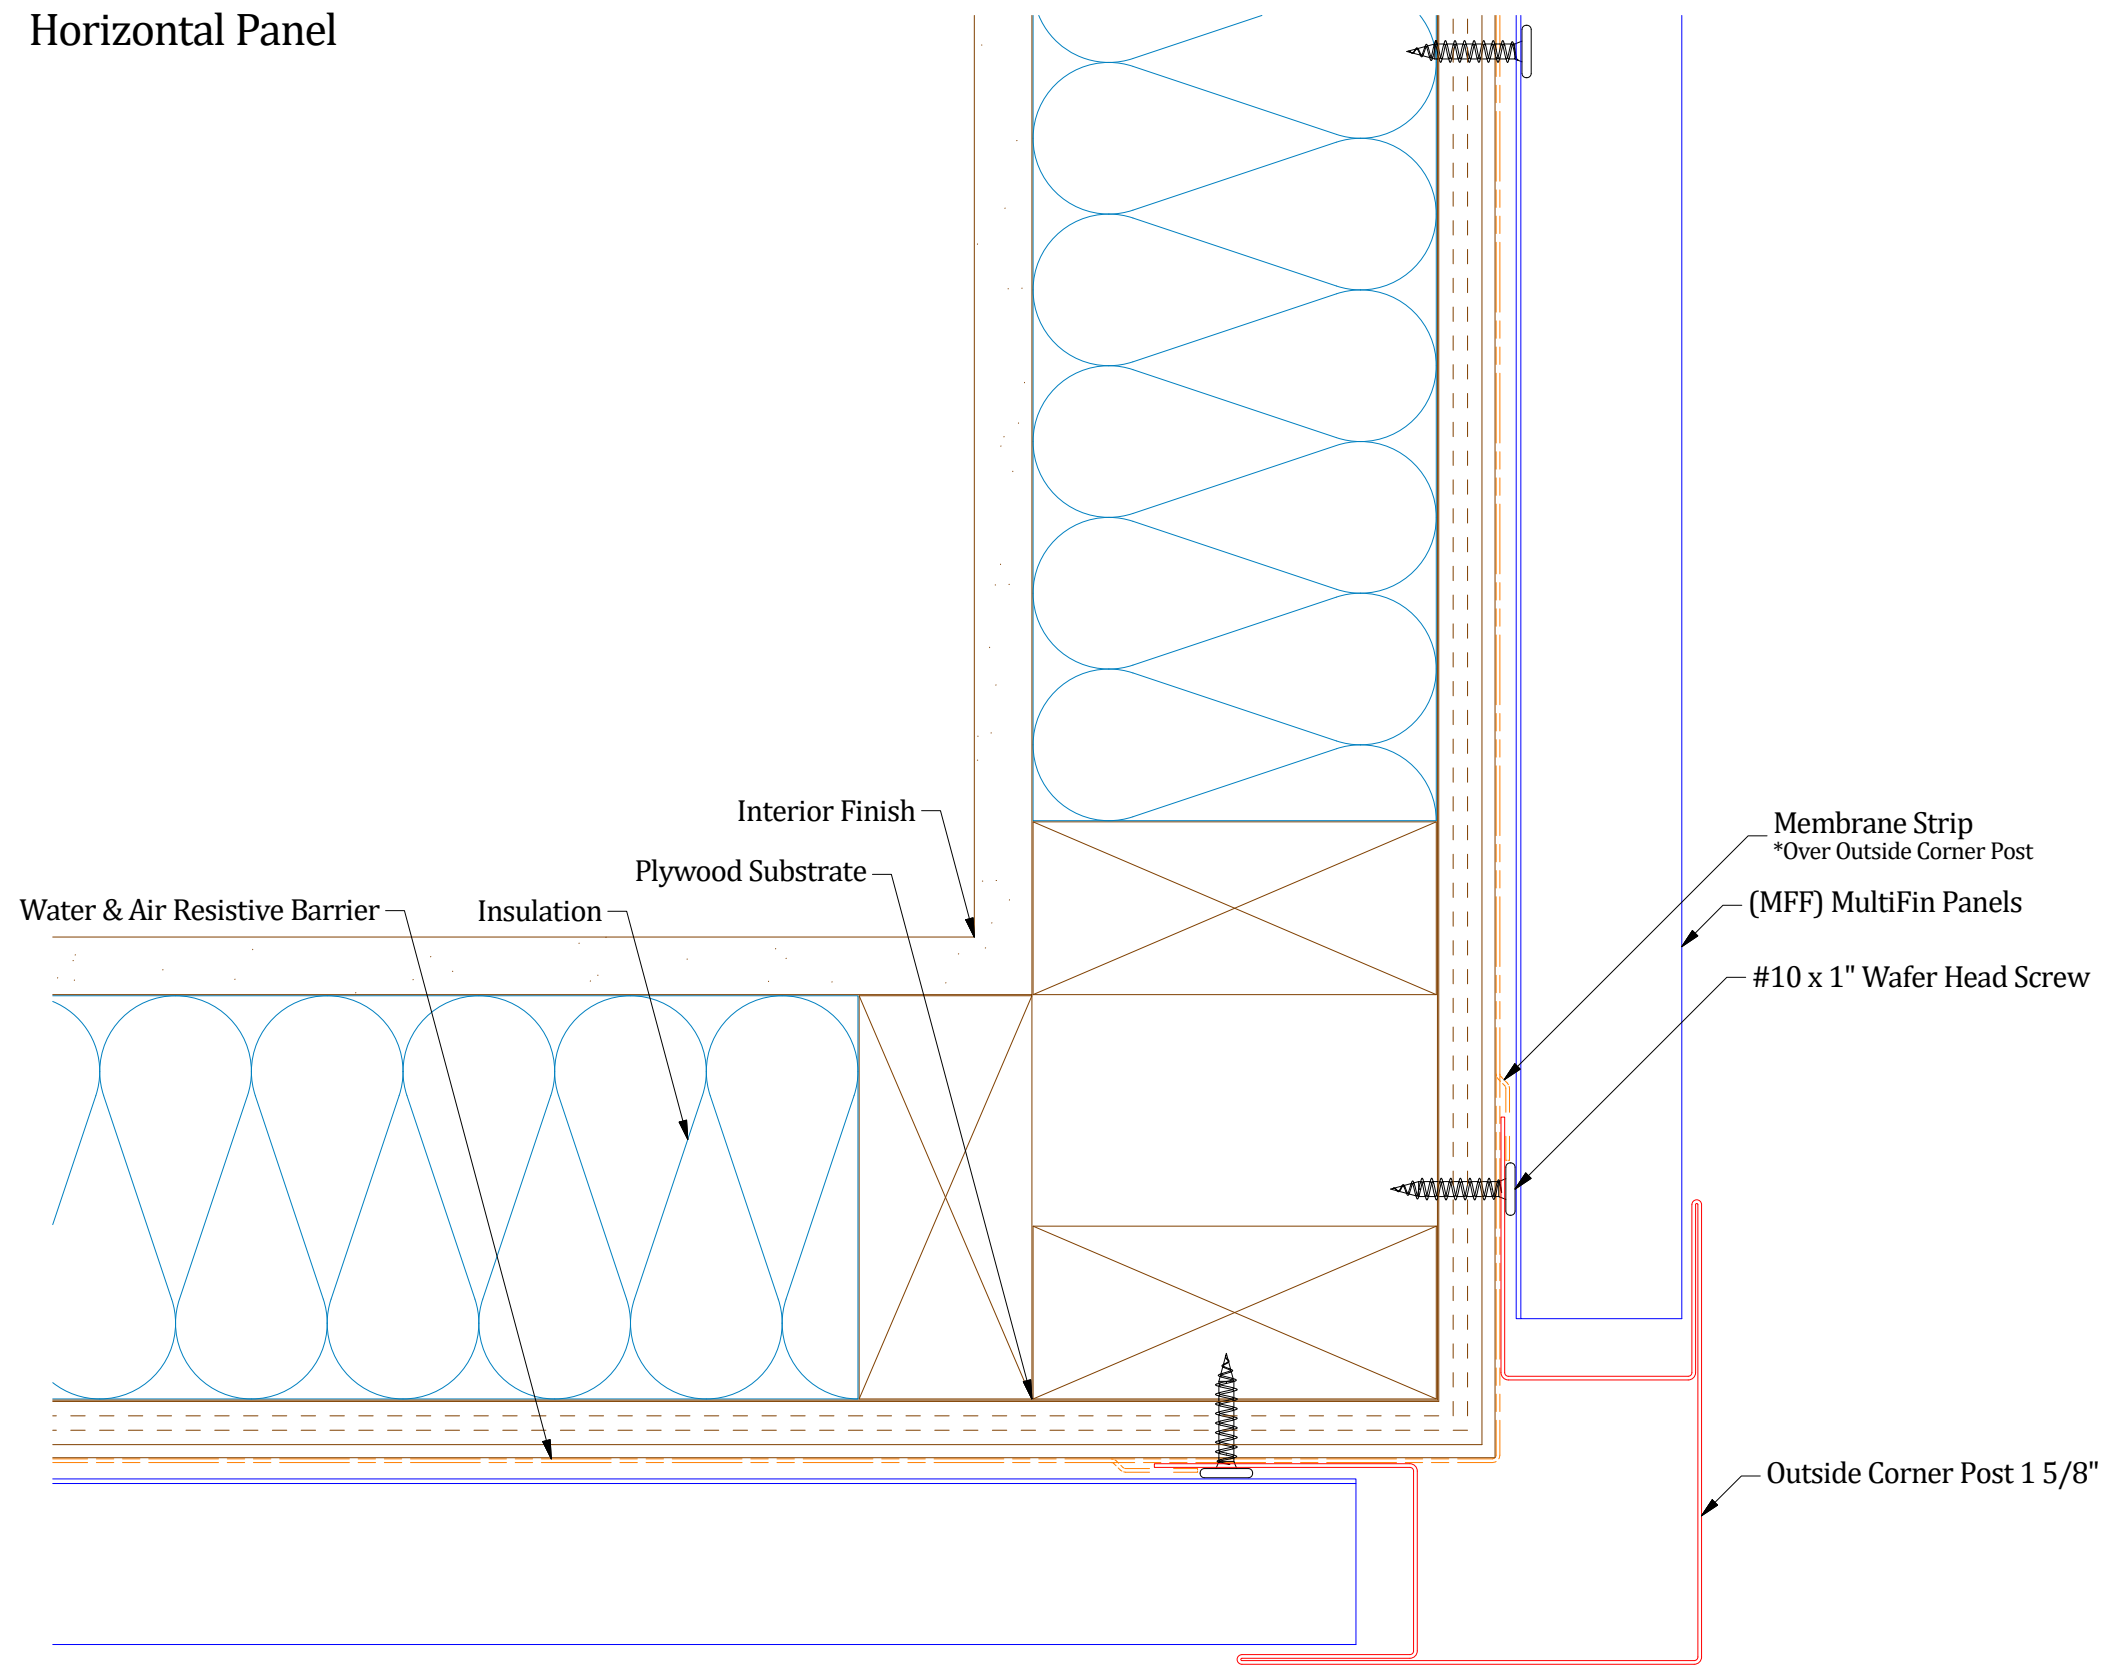 Horizontal Panel
Interior Finish
Plywood Substrate
Water & Air Resistive Barrier
Insulation
Membrane Strip
*Over Outside Corner Post
(MFF) MultiFin Panels
#10 x 1" Wafer Head Screw
Outside Corner Post 1 5/8"